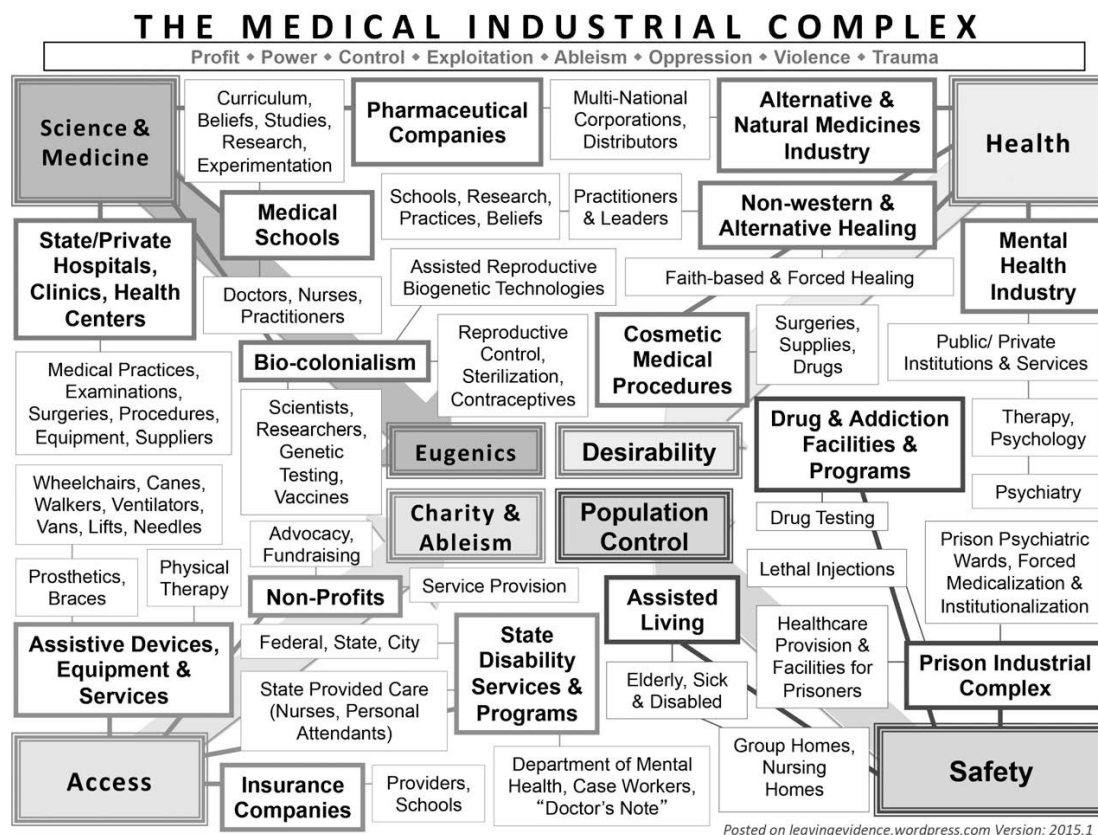 THE MEDICAL INDUSTRIAL COMPLEX
Profit ◆ Power ◆ Control ◆ Exploitation ◆ Ableism ◆ Oppression ◆ Violence ◆ Trauma
Science &
Medicine
Curriculum,
Beliefs, Studies,
Research,
Experimentation
Pharmaceutical
Companies
Multi-National
Corporations,
Distributors
Alternative &
Natural Medicines
Industry
Health
Medical
Schools
Schools, Research,
Practices, Beliefs
Practitioners
& Leaders
Non-western &
Alternative Healing
State/Private
Hospitals,
Clinics, Health
Centers
Mental
Health
Industry
Doctors, Nurses,
Practitioners
Assisted Reproductive
Biogenetic Technologies
Faith-based & Forced Healing
Bio-colonialism
Reproductive
Control,
Sterilization,
Contraceptives
Cosmetic
Medical
Procedures
Surgeries,
Supplies,
Drugs
Public/ Private
Institutions & Services
Medical Practices,
Examinations,
Surgeries, Procedures,
Equipment, Suppliers
Scientists,
Researchers,
Genetic
Testing,
Vaccines
Eugenics
Desirability
Drug & Addiction
Facilities &
Programs
Therapy,
Psychology
Psychiatry
Wheelchairs, Canes,
Walkers, Ventilators,
Vans, Lifts, Needles
Charity &
Ableism
Population
Control
Drug Testing
Advocacy,
Fundraising
Prosthetics,
Braces
Physical
Therapy
Non-Profits
Service Provision
Lethal Injections
Prison Psychiatric
Wards, Forced
Medicalization &
Institutionalization
Assisted
Living
Healthcare
Provision &
Facilities for
Prisoners
Assistive Devices,
Equipment &
Services
Federal, State, City
State
Disability
Services &
Programs
Elderly, Sick
& Disabled
Prison Industrial
Complex
State Provided Care
(Nurses, Personal
Attendants)
Access
Insurance
Companies
Providers,
Schools
Department of Mental
Health, Case Workers,
“Doctor’s Note”
Group Homes,
Nursing
Homes
Safety
Posted on leavingevidence.wordpress.com Version: 2015.1